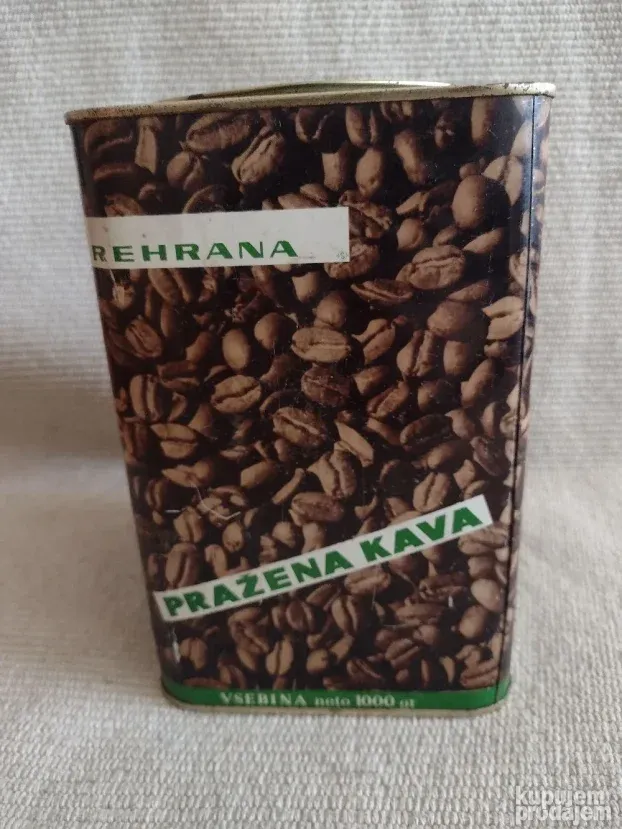 REHRANA
PRAŽENA KAVA
VSEBINA neto 1000 gr
kupujem
prodajem